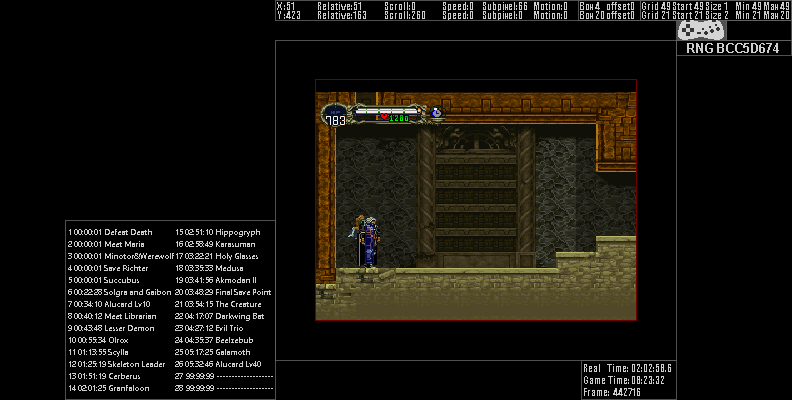 X:51 Relative:51 Scroll:0 Speed:0 Subpixel:66 Motion:0 Box 4 offset0 Grid 49 Start 49 Size 1 Min 49 Max 49
Y:423 Relative:163 Scroll:260 Speed:0 Subpixel:0 Motion:0 Box 20 offset0 Grid 21 Start 21 Size 2 Min 21 Max 20
RNG BCC5D674
783
1 00:00:01 Defeat Death 15 02:51:10 Hippogryph
2 00:00:01 Meet Maria 16 02:58:49 Karasuman
3 00:00:01 Minotor&Werewolf 17 03:22:21 Holy Glasses
4 00:00:01 Save Richter 18 03:35:33 Medusa
5 00:00:01 Succubus 19 03:41:56 Akmodan II
6 00:22:28 Solgra and Gaibon 20 03:48:29 Final Save Point
7 00:34:10 Alucard Lv10 21 03:54:15 The Creature
8 00:40:12 Meet Librarian 22 04:17:07 Darkwing Bat
9 00:43:48 Lesser Demon 23 04:27:12 Evil Trio
10 00:55:34 Olrox 24 04:35:37 Beelzebub
11 01:13:55 Scylla 25 05:17:25 Galamoth
12 01:25:19 Skeleton Leader 26 05:32:46 Alucard Lv40
13 01:51:19 Cerberus 27 99:99:99 -----------------
14 02:01:25 Granfaloon 28 99:99:99 -----------------
Real Time: 02:02:58.6
Game Time: 08:23:32
Frame: 442716